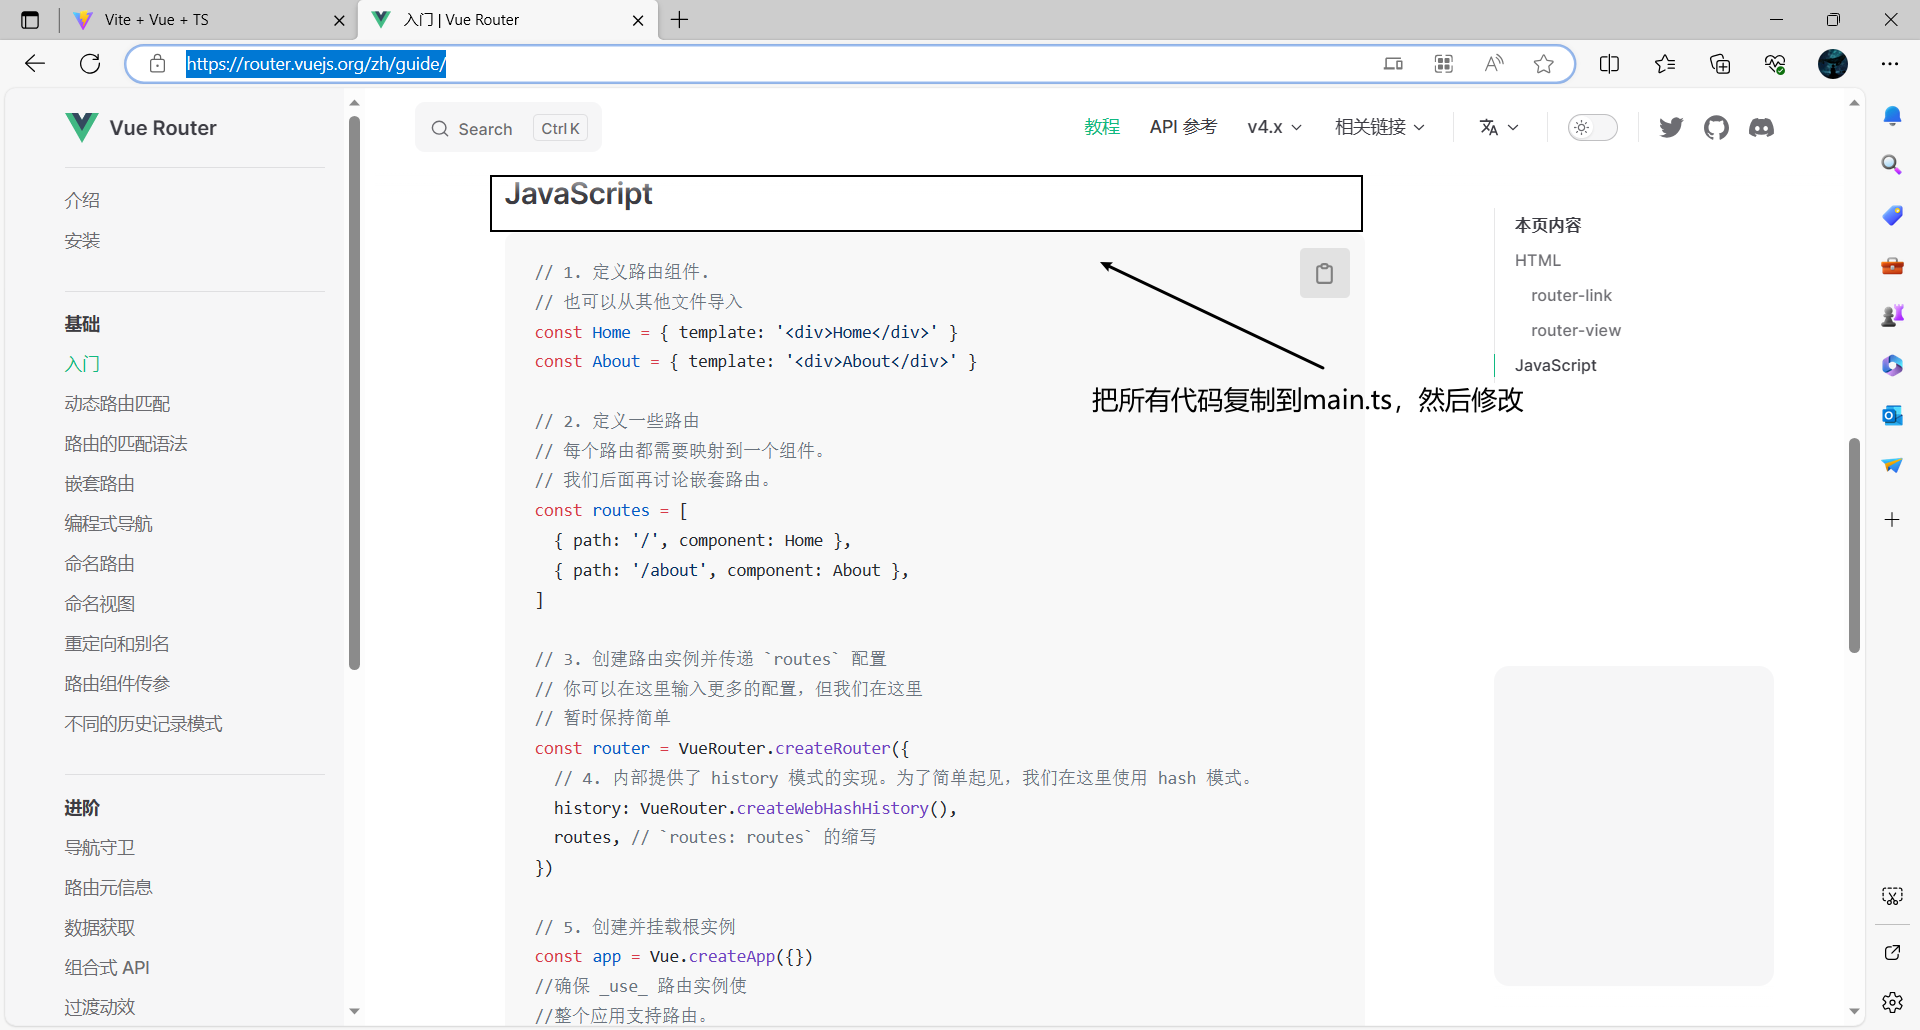 Vite + Vue + TS
入门 | Vue Router
https://router.vuejs.org/zh/guide/
Vue Router
介绍
安装
基础
入门
动态路由匹配
路由的匹配语法
嵌套路由
编程式导航
命名路由
命名视图
重定向和别名
路由组件传参
不同的历史记录模式
进阶
导航守卫
路由元信息
数据获取
组合式 API
过渡动效
Search Ctrl K
教程 API 参考 v4.x 相关链接
JavaScript
// 1. 定义路由组件.
// 也可以从其他文件导入
const Home = { template: '<div>Home</div>' }
const About = { template: '<div>About</div>' }
把所有代码复制到main.ts，然后修改
// 2. 定义一些路由
// 每个路由都需要映射到一个组件。
// 我们后面再讨论嵌套路由。
const routes = [
  { path: '/', component: Home },
  { path: '/about', component: About },
]
// 3. 创建路由实例并传递 `routes` 配置
// 你可以在这里输入更多的配置，但我们在这里
// 暂时保持简单
const router = VueRouter.createRouter({
  // 4. 内部提供了 history 模式的实现。为了简单起见，我们在这里使用 hash 模式。
  history: VueRouter.createWebHashHistory(),
  routes, // `routes: routes` 的缩写
})
// 5. 创建并挂载根实例
const app = Vue.createApp({})
//确保 _use_ 路由实例使
//整个应用支持路由。
本页内容
HTML
router-link
router-view
JavaScript